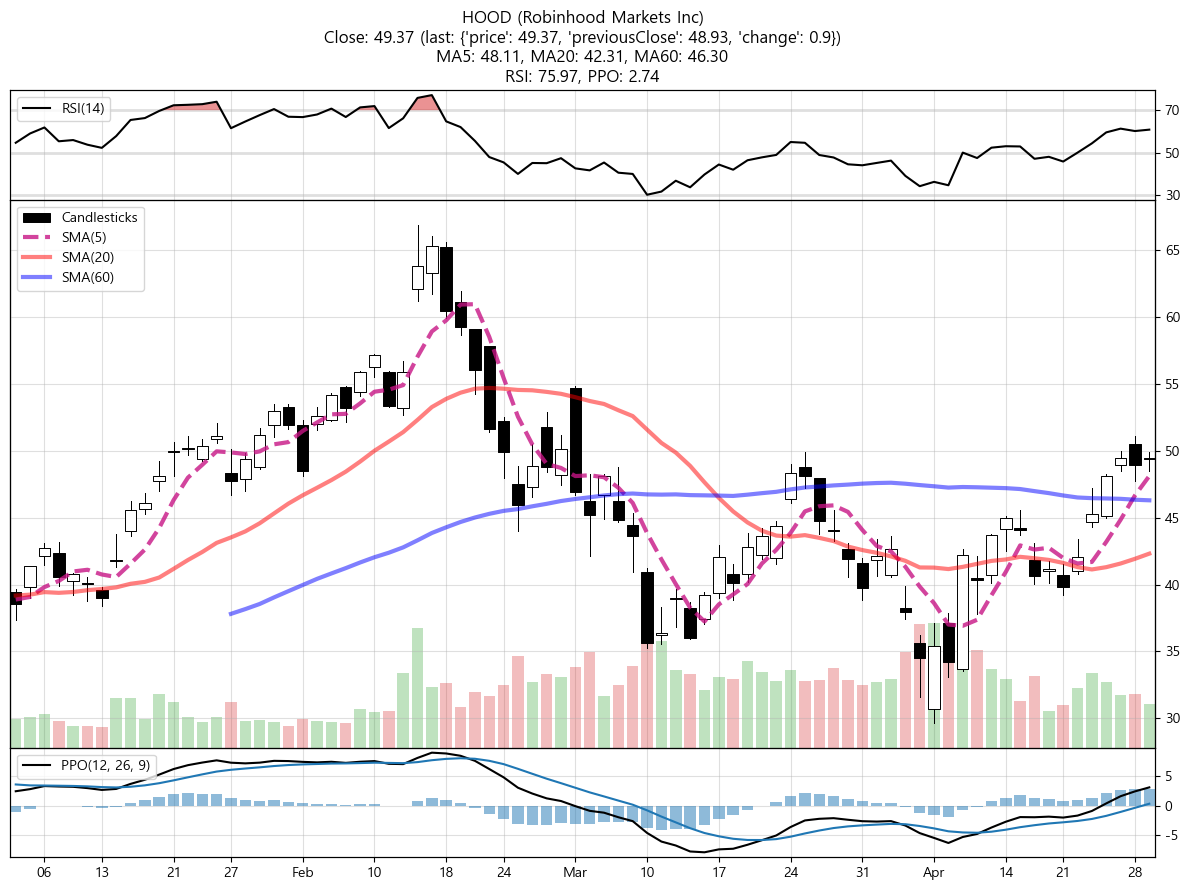 HOOD (Robinhood Markets Inc)
Close: 49.37 (last: {'price': 49.37, 'previousClose': 48.93, 'change': 0.9})
MA5: 48.11, MA20: 42.31, MA60: 46.30
RSI: 75.97, PPO: 2.74
RSI(14)
70
50
30
Candlesticks
SMA(5)
SMA(20)
SMA(60)
65
60
55
50
45
40
35
30
PPO(12, 26, 9)
5
0
-5
06 13 21 27 Feb 10 18 24 Mar 10 17 24 31 Apr 14 21 28